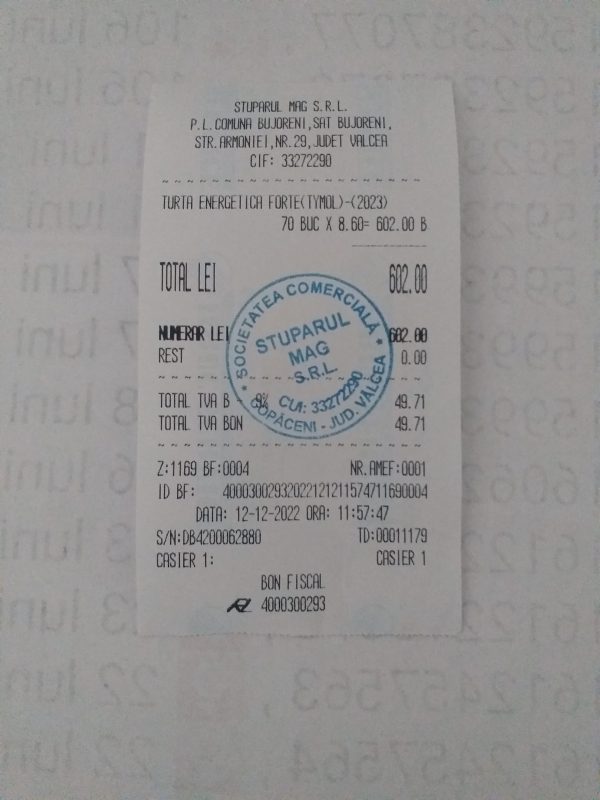 STUPARUL MAG S.R.L.
P.L. COMUNA BUJORENI, SAT BUJORENI,
STR. ARMONIEI, NR. 29, JUDET VALCEA
CIF: 33272290
TURTA ENERGETICA FORTE(TYMOL)-(2023)
70 BUC X 8.60= 602.00 B
TOTAL LEI 602.00
NUMERAR LEI 602.00
REST 0.00
TOTAL TVA B - 9% 49.71
TOTAL TVA BON 49.71
Z:1169 BF:0004 NR.AMEF:0001
ID BF: 40003002932022121211574711690004
DATA: 12-12-2022 ORA: 11:57:47
S/N:DB4200062880 TD:00011179
CASIER 1: CASIER 1
BON FISCAL
4000300293
* SOCIETATEA COMERCIALĂ *
STUPARUL
MAG
S.R.L.
CUI: 33272290
COPĂCENI - JUD. VÂLCEA